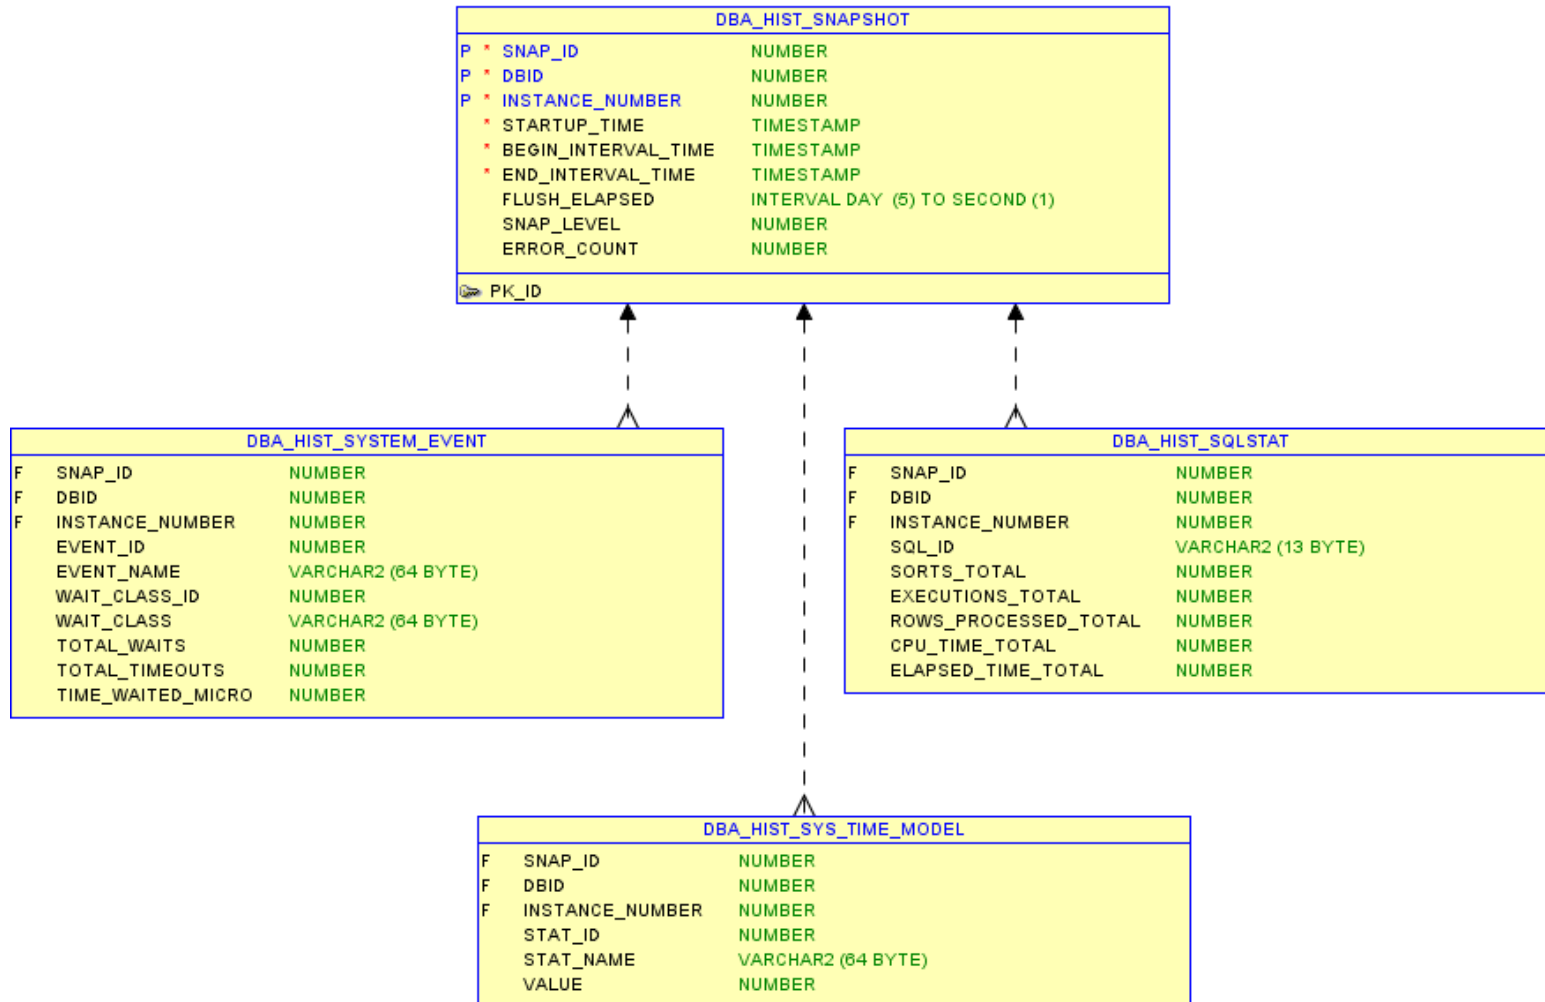 DBA_HIST_SNAPSHOT
P * SNAP_ID NUMBER
P * DBID NUMBER
P * INSTANCE_NUMBER NUMBER
* STARTUP_TIME TIMESTAMP
* BEGIN_INTERVAL_TIME TIMESTAMP
* END_INTERVAL_TIME TIMESTAMP
FLUSH_ELAPSED INTERVAL DAY (5) TO SECOND (1)
SNAP_LEVEL NUMBER
ERROR_COUNT NUMBER
PK_ID
DBA_HIST_SYSTEM_EVENT
F SNAP_ID NUMBER
F DBID NUMBER
F INSTANCE_NUMBER NUMBER
EVENT_ID NUMBER
EVENT_NAME VARCHAR2 (64 BYTE)
WAIT_CLASS_ID NUMBER
WAIT_CLASS VARCHAR2 (64 BYTE)
TOTAL_WAITS NUMBER
TOTAL_TIMEOUTS NUMBER
TIME_WAITED_MICRO NUMBER
DBA_HIST_SQLSTAT
F SNAP_ID NUMBER
F DBID NUMBER
F INSTANCE_NUMBER NUMBER
SQL_ID VARCHAR2 (13 BYTE)
SORTS_TOTAL NUMBER
EXECUTIONS_TOTAL NUMBER
ROWS_PROCESSED_TOTAL NUMBER
CPU_TIME_TOTAL NUMBER
ELAPSED_TIME_TOTAL NUMBER
DBA_HIST_SYS_TIME_MODEL
F SNAP_ID NUMBER
F DBID NUMBER
F INSTANCE_NUMBER NUMBER
STAT_ID NUMBER
STAT_NAME VARCHAR2 (64 BYTE)
VALUE NUMBER